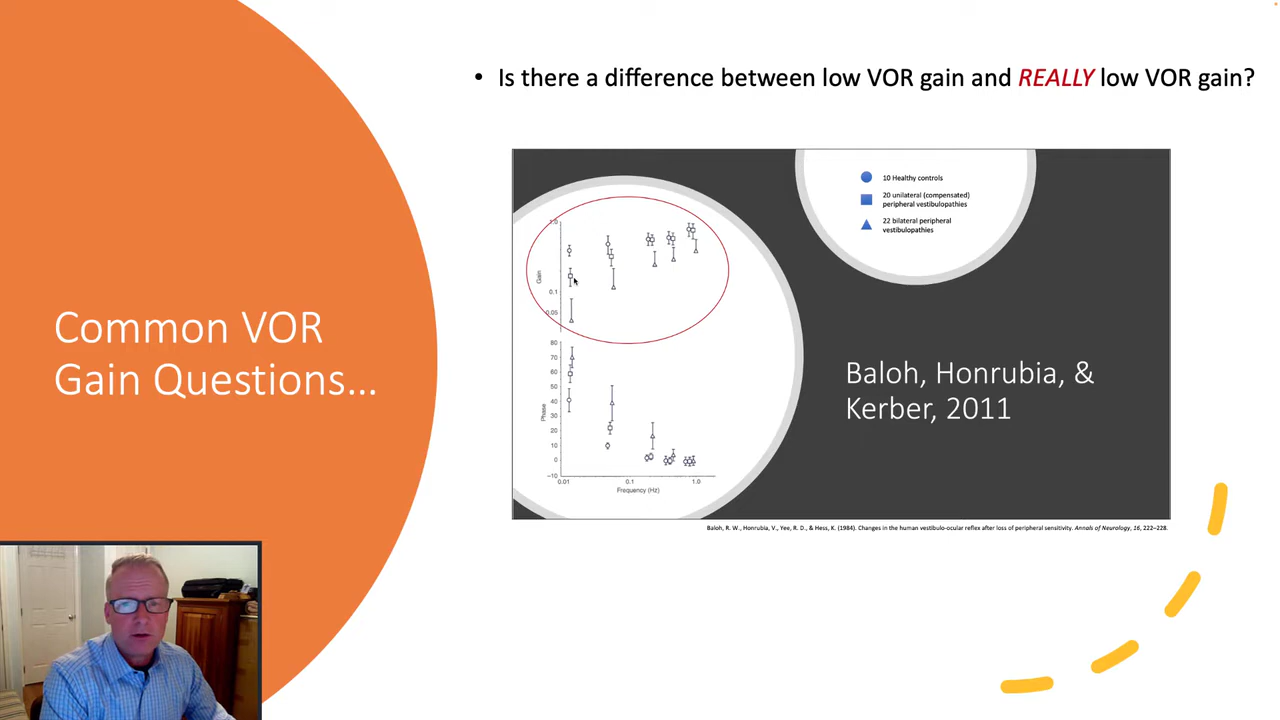 • Is there a difference between low VOR gain and REALLY low VOR gain?
Common VOR
Gain Questions...
10 Healthy controls
20 unilateral (compensated)
peripheral vestibulopathies
22 bilateral peripheral
vestibulopathies
1.0
Gain
0.1
0.05
80
70
60
50
40
30
20
10
0
−10
Phase
0.01 0.1 1.0
Frequency (Hz)
Baloh, Honrubia, &
Kerber, 2011
Baloh, R. W., Honrubia, V., Yee, R. D., & Hess, K. (1984). Changes in the human vestibulo-ocular reflex after loss of peripheral sensitivity. Annals of Neurology, 16, 222–228.